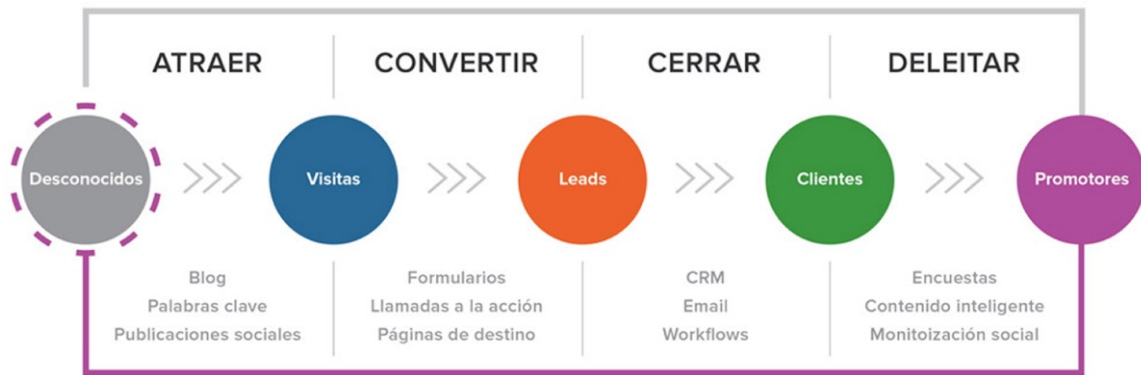 ATRAER
CONVERTIR
CERRAR
DELEITAR
Desconocidos
Visitas
Leads
Clientes
Promotores
Blog
Palabras clave
Publicaciones sociales
Formularios
Llamadas a la acción
Páginas de destino
CRM
Email
Workflows
Encuestas
Contenido inteligente
Monitoización social